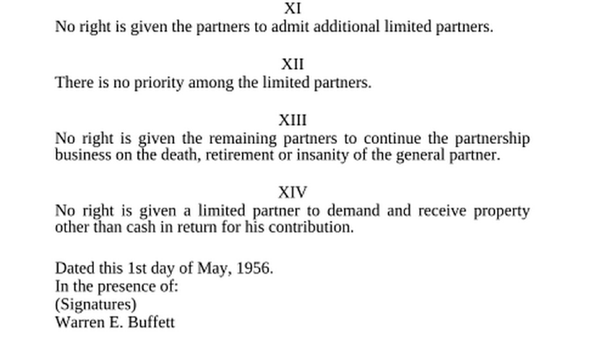 XI
No right is given the partners to admit additional limited partners.
XII
There is no priority among the limited partners.
XIII
No right is given the remaining partners to continue the partnership
business on the death, retirement or insanity of the general partner.
XIV
No right is given a limited partner to demand and receive property
other than cash in return for his contribution.
Dated this 1st day of May, 1956.
In the presence of:
(Signatures)
Warren E. Buffett